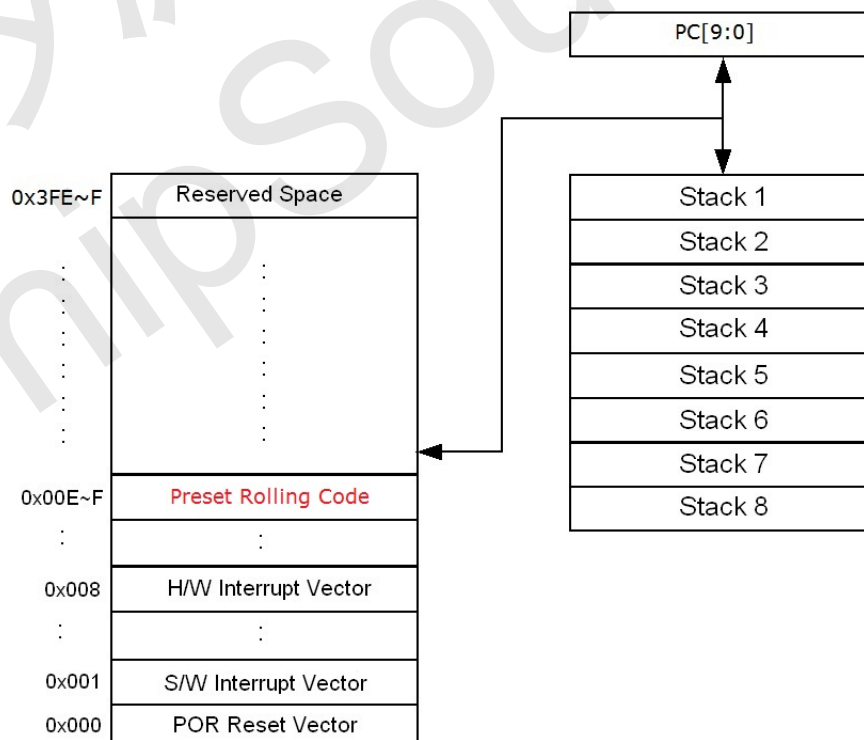 PC[9:0]
0x3FE~F Reserved Space
Stack 1
Stack 2
Stack 3
Stack 4
Stack 5
Stack 6
Stack 7
Stack 8
0x00E~F Preset Rolling Code
0x008 H/W Interrupt Vector
0x001 S/W Interrupt Vector
0x000 POR Reset Vector